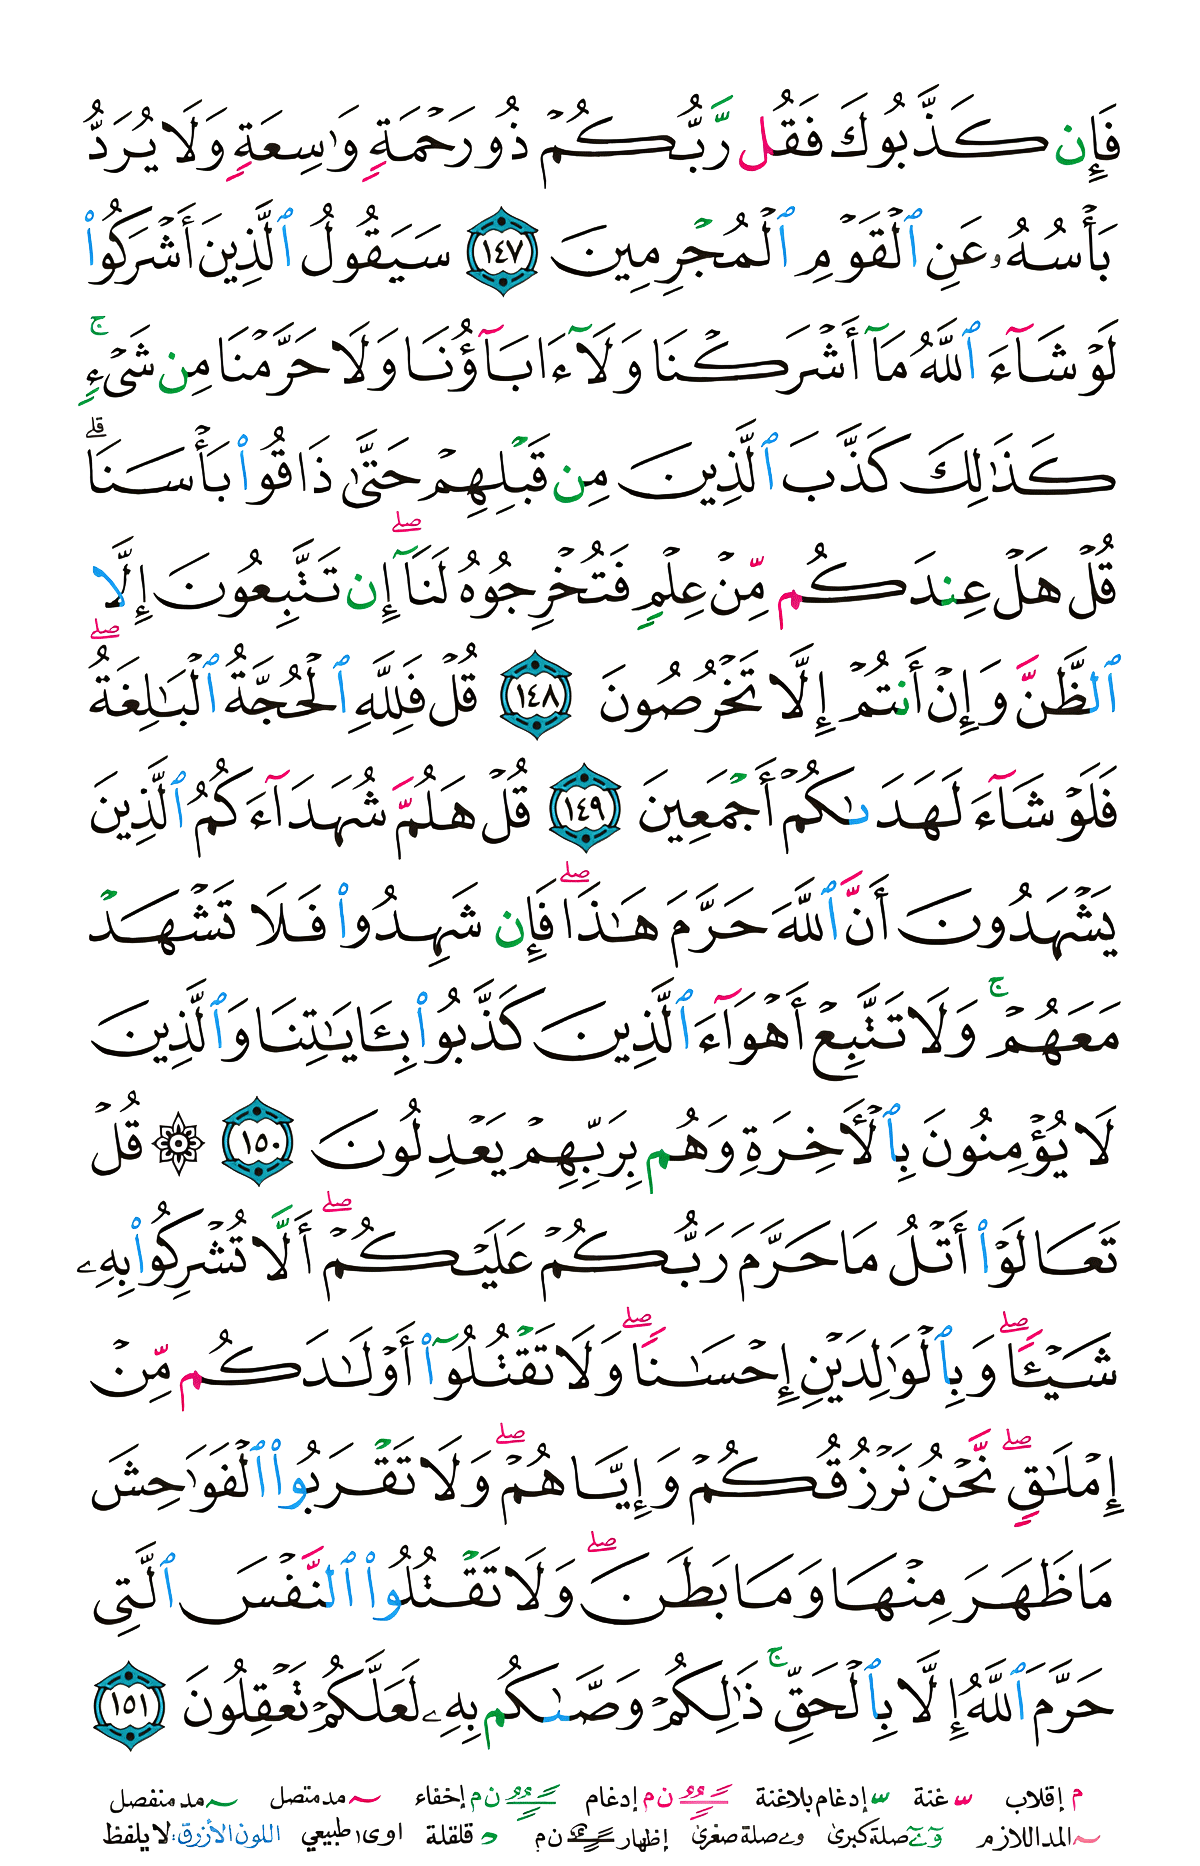 فَإِن كَذَّبُوكَ فَقُل رَّبُّكُمْ ذُو رَحْمَةٍ وَٰسِعَةٍ وَلَا يُرَدُّ
بَأْسُهُۥ عَنِ ٱلْقَوْمِ ٱلْمُجْرِمِينَ ١٤٧ سَيَقُولُ ٱلَّذِينَ أَشْرَكُوا۟
لَوْ شَآءَ ٱللَّهُ مَآ أَشْرَكْنَا وَلَآ ءَابَآؤُنَا وَلَا حَرَّمْنَا مِن شَىْءٍ ۚ
كَذَٰلِكَ كَذَّبَ ٱلَّذِينَ مِن قَبْلِهِمْ حَتَّىٰ ذَاقُوا۟ بَأْسَنَا ۗ
قُلْ هَلْ عِندَكُم مِّنْ عِلْمٍ فَتُخْرِجُوهُ لَنَآ ۖ إِن تَتَّبِعُونَ إِلَّا
ٱلظَّنَّ وَإِنْ أَنتُمْ إِلَّا تَخْرُصُونَ ١٤٨ قُلْ فَلِلَّهِ ٱلْحُجَّةُ ٱلْبَٰلِغَةُ ۖ
فَلَوْ شَآءَ لَهَدَىٰكُمْ أَجْمَعِينَ ١٤٩ قُلْ هَلُمَّ شُهَدَآءَكُمُ ٱلَّذِينَ
يَشْهَدُونَ أَنَّ ٱللَّهَ حَرَّمَ هَٰذَا ۖ فَإِن شَهِدُوا۟ فَلَا تَشْهَدْ
مَعَهُمْ ۚ وَلَا تَتَّبِعْ أَهْوَآءَ ٱلَّذِينَ كَذَّبُوا۟ بِـَٔايَٰتِنَا وَٱلَّذِينَ
لَا يُؤْمِنُونَ بِٱلْـَٔاخِرَةِ وَهُم بِرَبِّهِمْ يَعْدِلُونَ ١٥٠ ۞ قُلْ
تَعَالَوْا۟ أَتْلُ مَا حَرَّمَ رَبُّكُمْ عَلَيْكُمْ ۖ أَلَّا تُشْرِكُوا۟ بِهِۦ
شَيْـًٔا ۖ وَبِٱلْوَٰلِدَيْنِ إِحْسَٰنًا ۖ وَلَا تَقْتُلُوٓا۟ أَوْلَٰدَكُم مِّنْ
إِمْلَٰقٍ ۖ نَّحْنُ نَرْزُقُكُمْ وَإِيَّاهُمْ ۖ وَلَا تَقْرَبُوا۟ ٱلْفَوَٰحِشَ
مَا ظَهَرَ مِنْهَا وَمَا بَطَنَ ۖ وَلَا تَقْتُلُوا۟ ٱلنَّفْسَ ٱلَّتِى
حَرَّمَ ٱللَّهُ إِلَّا بِٱلْحَقِّ ۚ ذَٰلِكُمْ وَصَّىٰكُم بِهِۦ لَعَلَّكُمْ تَعْقِلُونَ ١٥١
م إقلاب ّ غنة ّ إدغام بلاغنة ًٌٍ ن م إدغام ًٌٍ ن م إخفاء ~ مد متصل ~ مد منفصل
~ المد اللازم وٓ ےٓ صلة كبرىٰ و ے صلة صغرىٰ إظهار ًٌٍ ن م قلقلة ا و ى ا طبيعي اللون الأزرق: لا يلفظ